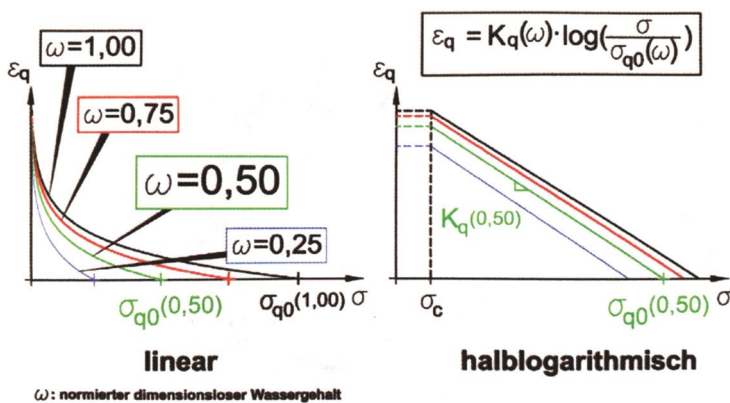 ω=1,00
εq
ω=0,75
ω=0,50
ω=0,25
σq0(0,50)
σq0(1,00) σ
linear
ω: normierter dimensionsloser Wassergehalt
εq = Kq(ω)·log(σ/σq0(ω))
εq
Kq(0,50)
σc
σq0(0,50)
σ
halblogarithmisch